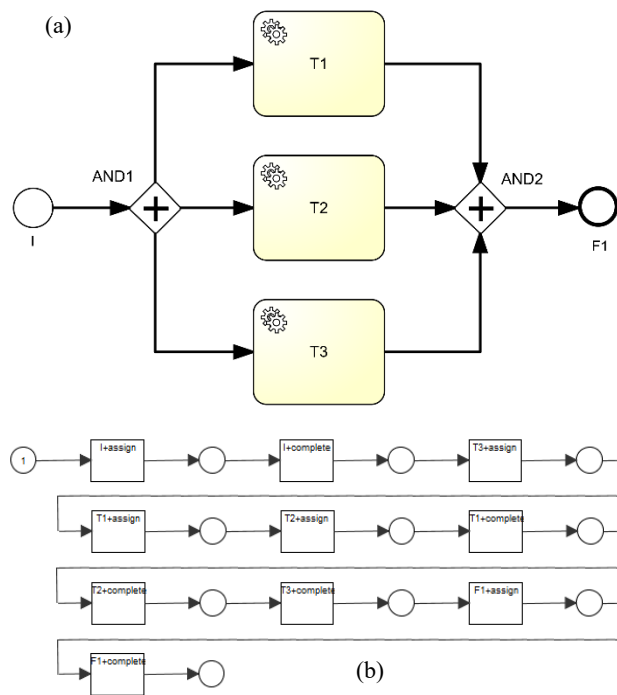 (a)
T1
AND1
AND2
T2
I
F1
T3
1
I+assign
I+complete
T3+assign
T1+assign
T2+assign
T1+complete
T2+complete
T3+complete
F1+assign
F1+complete
(b)